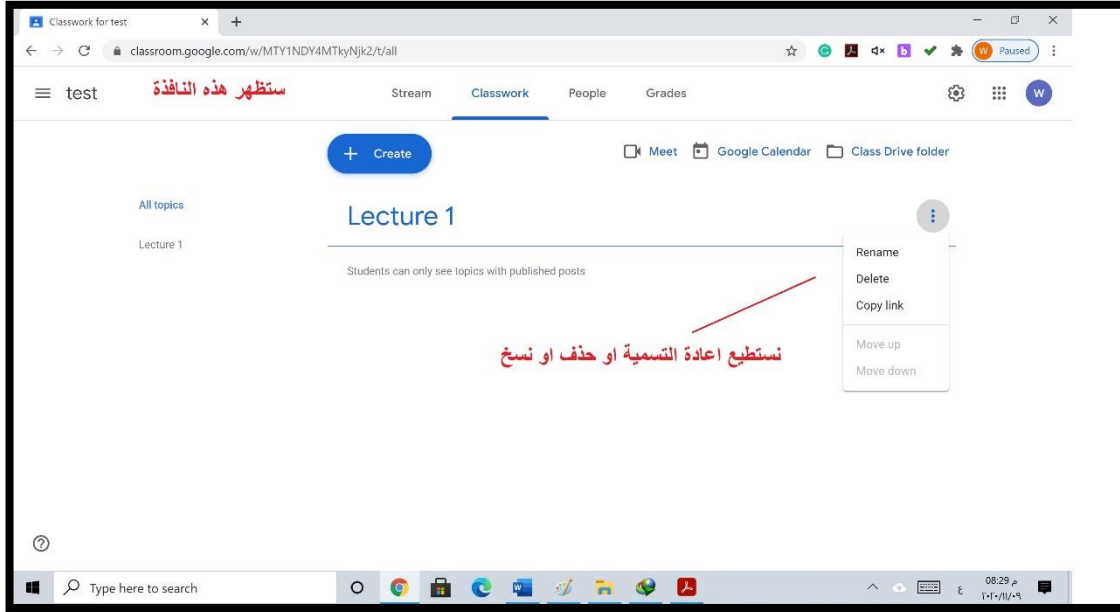 Classwork for test
classroom.google.com/w/MTY1NDY4MTkyNjk2/t/all
Paused
test
ستظهر هذه النافذة
Stream Classwork People Grades
W
Create
Meet Google Calendar Class Drive folder
All topics
Lecture 1
Lecture 1
Students can only see topics with published posts
Rename
Delete
Copy link
Move up
Move down
نستطيع اعادة التسمية او حذف او نسخ
Type here to search
ع
08:29 م
٢٠٢٠/١١/٠٩